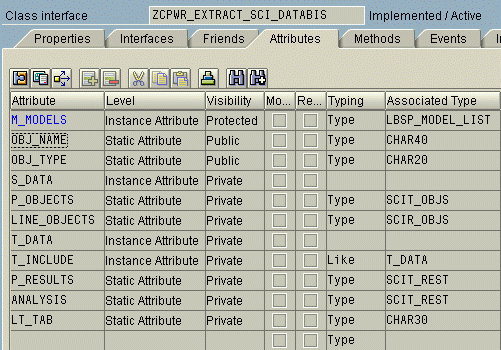 Class interface ZCPWR_EXTRACT_SCI_DATABIS Implemented / Active
Properties Interfaces Friends Attributes Methods Events
Attribute Level Visibility Mo... Re... Typing Associated Type
M_MODELS Instance Attribute Protected Type LBSP_MODEL_LIST
OBJ_NAME Static Attribute Public Type CHAR40
OBJ_TYPE Static Attribute Public Type CHAR20
S_DATA Instance Attribute Private
P_OBJECTS Static Attribute Private Type SCIT_OBJS
LINE_OBJECTS Static Attribute Private Type SCIR_OBJS
T_DATA Instance Attribute Private
T_INCLUDE Instance Attribute Private Like T_DATA
P_RESULTS Static Attribute Private Type SCIT_REST
ANALYSIS Static Attribute Private Type SCIT_REST
LT_TAB Static Attribute Private Type CHAR30
Type